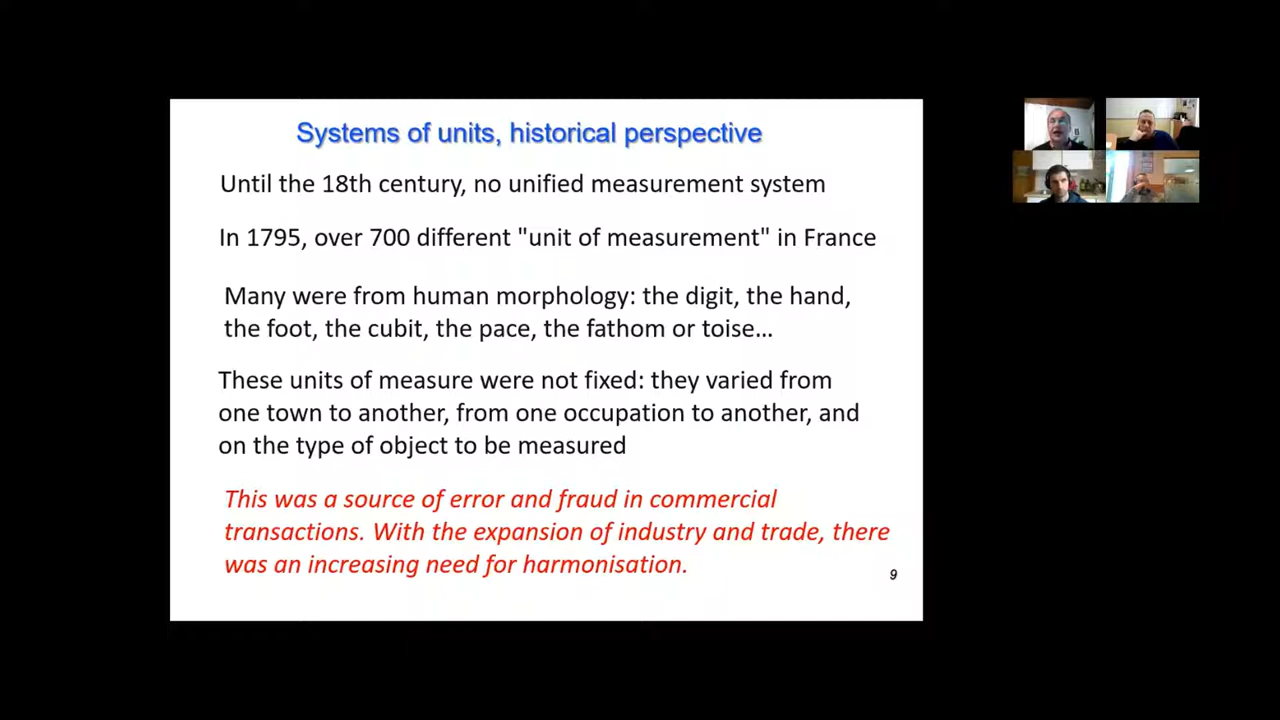 Systems of units, historical perspective
Until the 18th century, no unified measurement system
In 1795, over 700 different "unit of measurement" in France
Many were from human morphology: the digit, the hand,
the foot, the cubit, the pace, the fathom or toise…
These units of measure were not fixed: they varied from
one town to another, from one occupation to another, and
on the type of object to be measured
This was a source of error and fraud in commercial
transactions. With the expansion of industry and trade, there
was an increasing need for harmonisation.
9